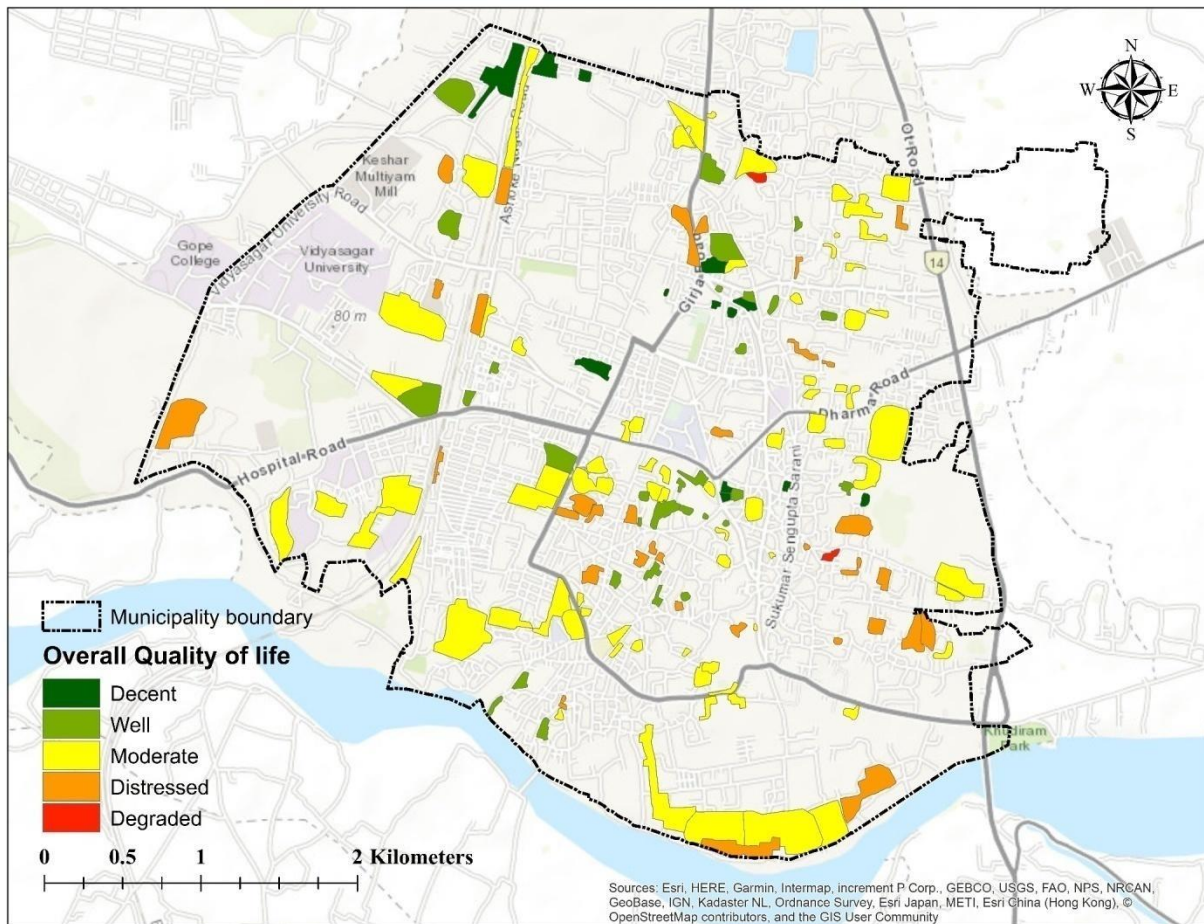 N
W E
S
Ashoke Nagar Road
Keshar
Multiyam
Mill
Vidyasagar University Road
Gope
College
Vidyasagar
University
80 m
Ot Road
14
Dharma Road
Hospital Road
Sukumar Sengupta Sarani
Khudiram
Park
Municipality boundary
Overall Quality of life
Decent
Well
Moderate
Distressed
Degraded
0 0.5 1 2 Kilometers
Sources: Esri, HERE, Garmin, Intermap, increment P Corp., GEBCO, USGS, FAO, NPS, NRCAN,
GeoBase, IGN, Kadaster NL, Ordnance Survey, Esri Japan, METI, Esri China (Hong Kong), ©
OpenStreetMap contributors, and the GIS User Community